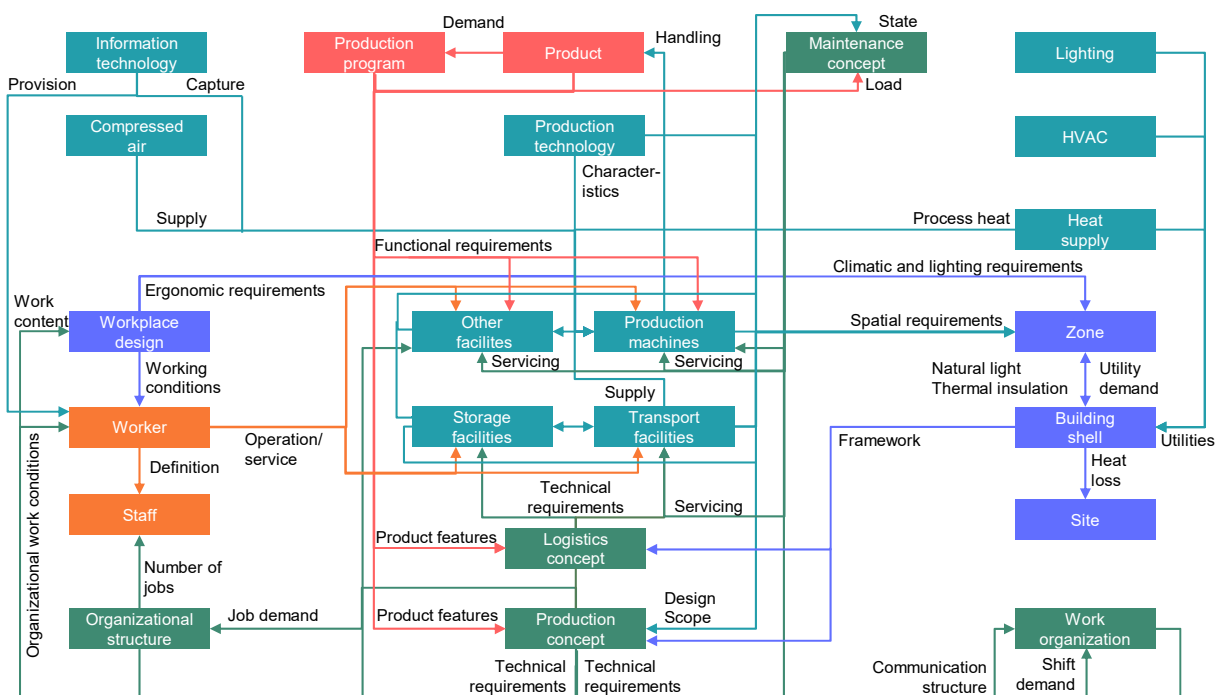 Demand
State
Information
technology
Production
program
Product
Handling
Maintenance
concept
Lighting
Provision
Capture
Load
Compressed
air
Production
technology
HVAC
Character-
istics
Supply
Process heat
Heat
supply
Functional requirements
Climatic and lighting requirements
Ergonomic requirements
Work
content
Workplace
design
Other
facilites
Production
machines
Spatial requirements
Zone
Servicing
Servicing
Working
conditions
Natural light
Thermal insulation
Utility
demand
Supply
Worker
Storage
facilities
Transport
facilities
Building
shell
Operation/
service
Framework
Utilities
Definition
Heat
loss
Organizational work conditions
Technical
requirements
Servicing
Staff
Site
Product features
Logistics
concept
Number of
jobs
Organizational
structure
Job demand
Product features
Production
concept
Design
Scope
Work
organization
Technical
requirements
Technical
requirements
Communication
structure
Shift
demand